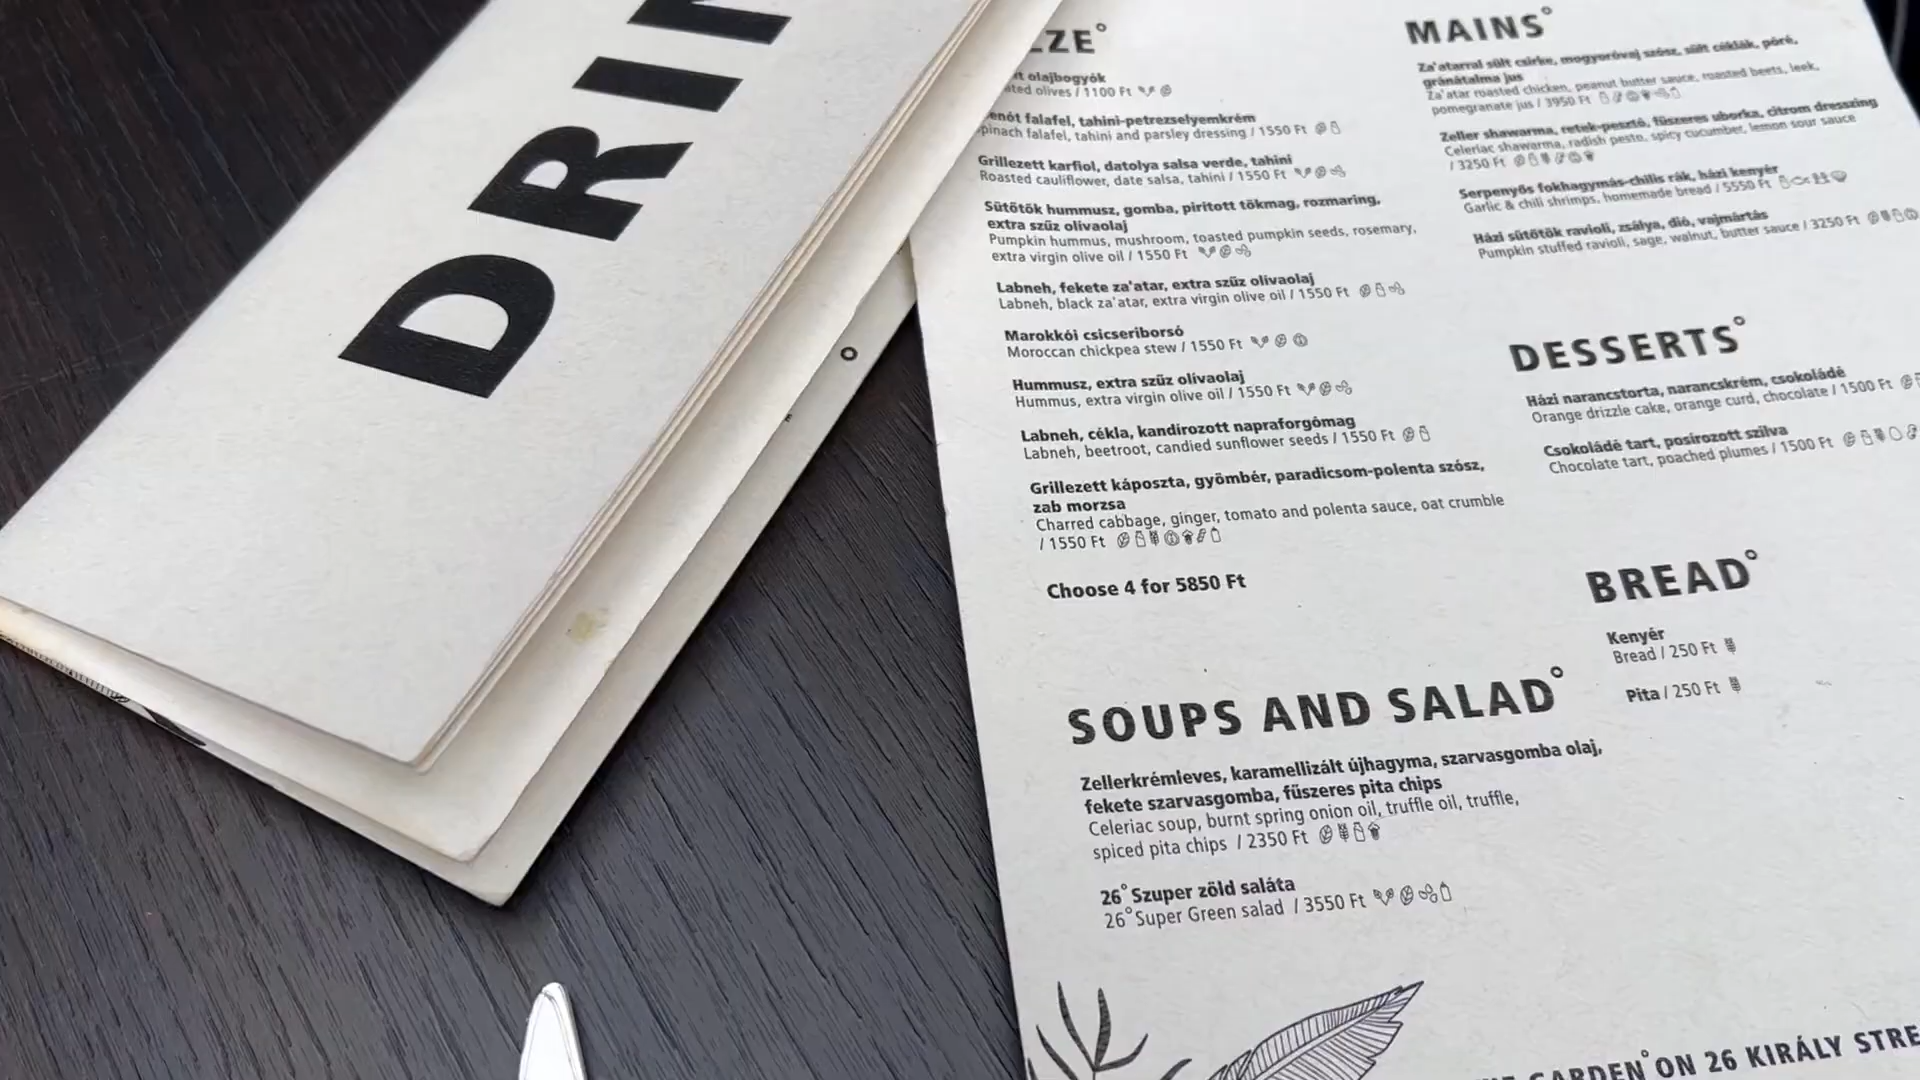 DRIN
ZZE°
olajbogyók
olives / 1100 Ft
falafel, tahini-petrezselyemkrém
pinach falafel, tahini and parsley dressing / 1550 Ft
Grillezett karfiol, datolya salsa verde, tahini
Roasted cauliflower, date salsa, tahini / 1550 Ft
Sütőtök hummusz, gomba, pirított tökmag, rozmaring,
extra szűz olívaolaj
Pumpkin hummus, mushroom, toasted pumpkin seeds, rosemary,
extra virgin olive oil / 1550 Ft
Labneh, fekete za'atar, extra szűz olívaolaj
Labneh, black za'atar, extra virgin olive oil / 1550 Ft
Marokkói csicseriborsó
Moroccan chickpea stew / 1550 Ft
Hummusz, extra szűz olívaolaj
Hummus, extra virgin olive oil / 1550 Ft
Labneh, cékla, kandírozott napraforgómag
Labneh, beetroot, candied sunflower seeds / 1550 Ft
Grillezett káposzta, gyömbér, paradicsom-polenta szósz,
zab morzsa
Charred cabbage, ginger, tomato and polenta sauce, oat crumble
/ 1550 Ft
Choose 4 for 5850 Ft
SOUPS AND SALAD°
Zellerkrémleves, karamellizált újhagyma, szarvasgomba olaj,
fekete szarvasgomba, fűszeres pita chips
Celeriac soup, burnt spring onion oil, truffle oil, truffle,
spiced pita chips / 2350 Ft
26° Szuper zöld saláta
26° Super Green salad / 3550 Ft
MAINS°
Za'atarral sült csirke, mogyoróvaj szósz, sült céklák, póré,
gránátalma jus
Za'atar roasted chicken, peanut butter sauce, roasted beets, leek,
pomegranate jus / 3950 Ft
Zeller shawarma, retek-pesztó, fűszeres uborka, citrom dresszing
Celeriac shawarma, radish pesto, spicy cucumber, lemon sour sauce
/ 3250 Ft
Serpenyős fokhagymás-chilis rák, házi kenyér
Garlic & chili shrimps, homemade bread / 5550 Ft
Házi sütőtök ravioli, zsálya, dió, vajmártás
Pumpkin stuffed ravioli, sage, walnut, butter sauce / 3250 Ft
DESSERTS°
Házi narancstorta, narancskrém, csokoládé
Orange drizzle cake, orange curd, chocolate / 1500 Ft
Csokoládé tart, posírozott szilva
Chocolate tart, poached plumes / 1500 Ft
BREAD°
Kenyér
Bread / 250 Ft
Pita / 250 Ft
GARDEN° ON 26 KIRÁLY STRE